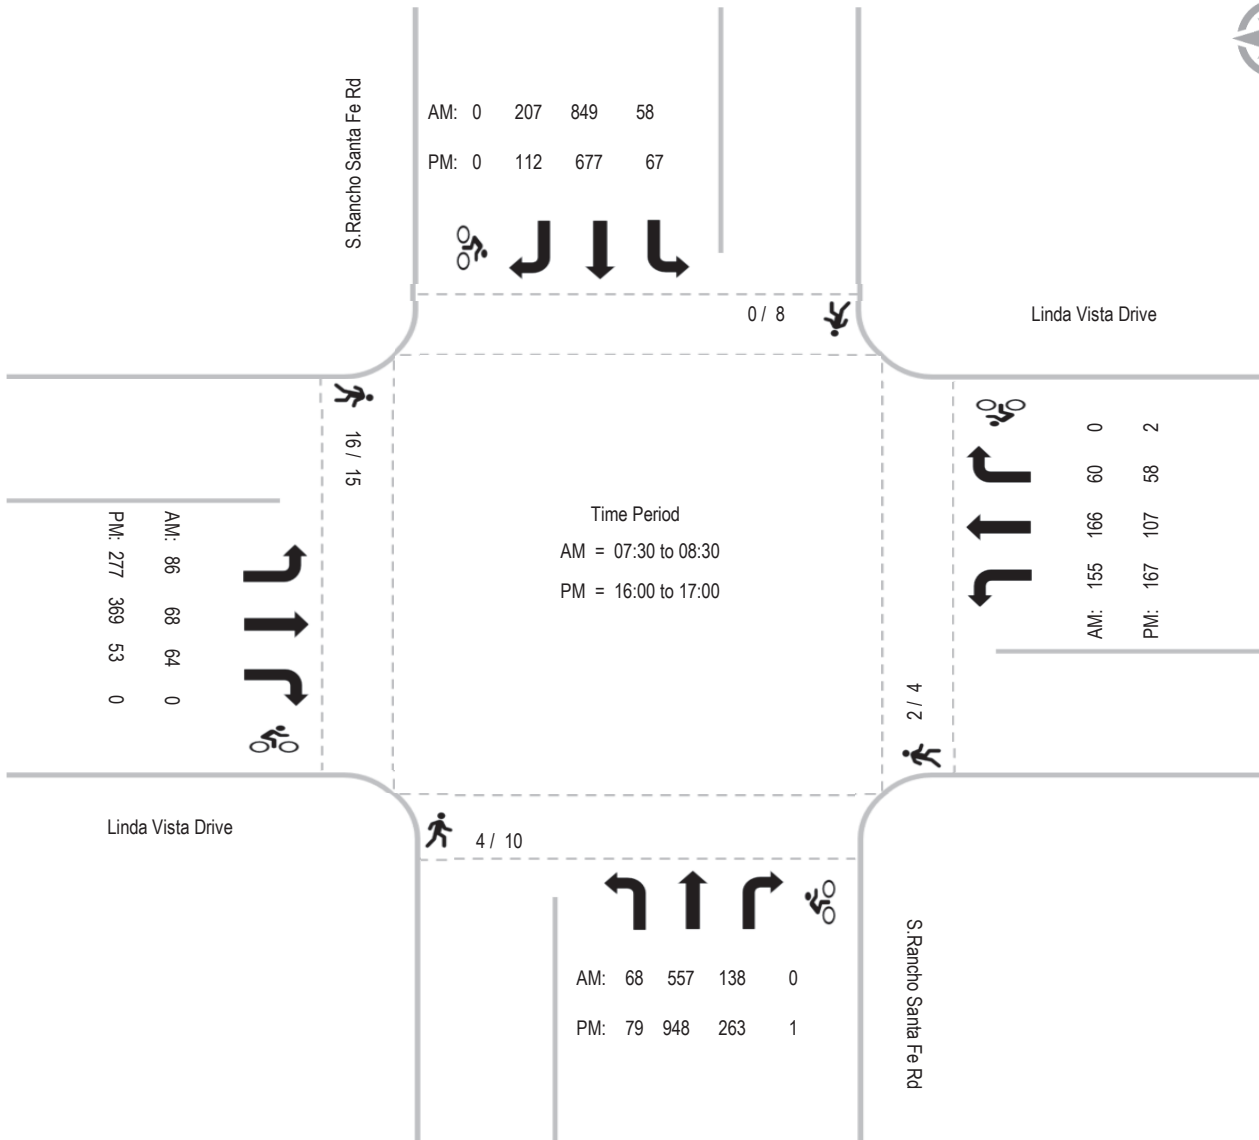 S.Rancho Santa Fe Rd
AM: 0 207 849 58
PM: 0 112 677 67
0 / 8
Linda Vista Drive
16 / 15
AM: 86 68 64 0
PM: 277 369 53 0
Time Period
AM = 07:30 to 08:30
PM = 16:00 to 17:00
AM: 155 166 60 0
PM: 167 107 58 2
2 / 4
Linda Vista Drive
4 / 10
AM: 68 557 138 0
PM: 79 948 263 1
S.Rancho Santa Fe Rd